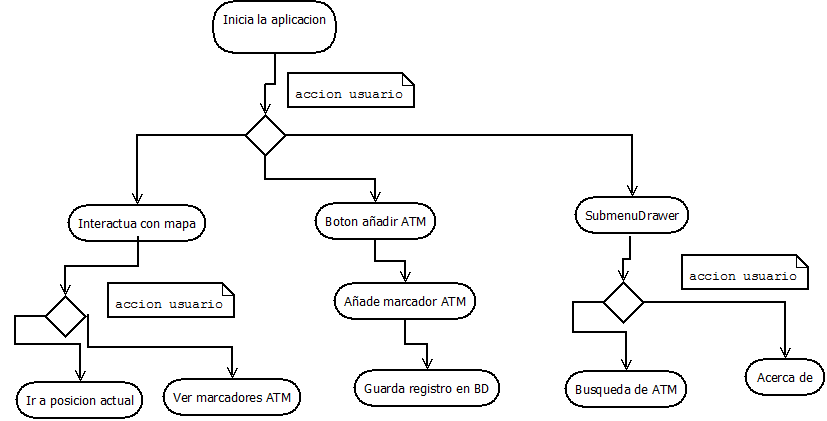 Inicia la aplicacion
accion usuario
Interactua con mapa
Boton añadir ATM
SubmenuDrawer
accion usuario
accion usuario
Añade marcador ATM
Ir a posicion actual
Ver marcadores ATM
Guarda registro en BD
Busqueda de ATM
Acerca de